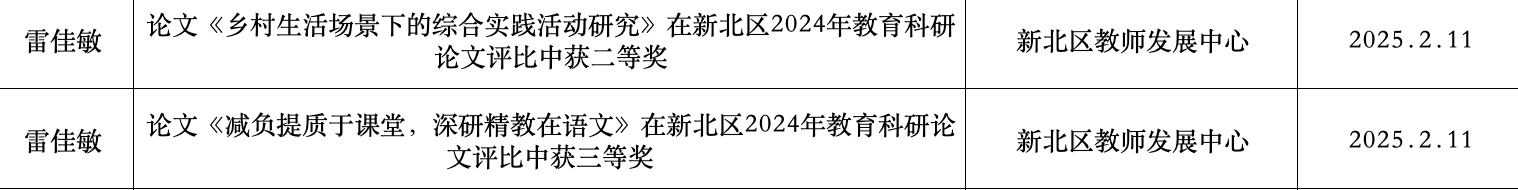 雷佳敏
论文《乡村生活场景下的综合实践活动研究》在新北区2024年教育科研
论文评比中获二等奖
新北区教师发展中心
2025.2.11
雷佳敏
论文《减负提质于课堂，深研精教在语文》在新北区2024年教育科研论
文评比中获三等奖
新北区教师发展中心
2025.2.11